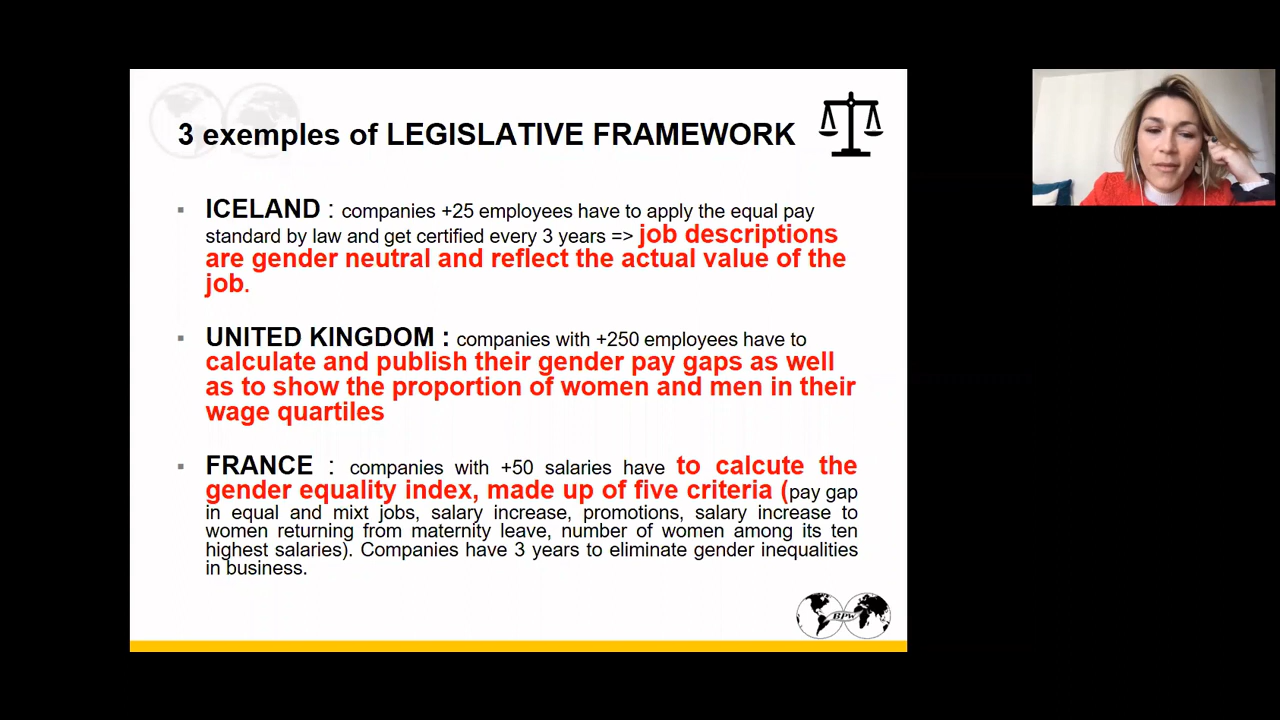 3 exemples of LEGISLATIVE FRAMEWORK
▪ ICELAND : companies +25 employees have to apply the equal pay
standard by law and get certified every 3 years => job descriptions
are gender neutral and reflect the actual value of the
job.
▪ UNITED KINGDOM : companies with +250 employees have to
calculate and publish their gender pay gaps as well
as to show the proportion of women and men in their
wage quartiles
▪ FRANCE : companies with +50 salaries have to calcute the
gender equality index, made up of five criteria (pay gap
in equal and mixt jobs, salary increase, promotions, salary increase to
women returning from maternity leave, number of women among its ten
highest salaries). Companies have 3 years to eliminate gender inequalities
in business.
BPW